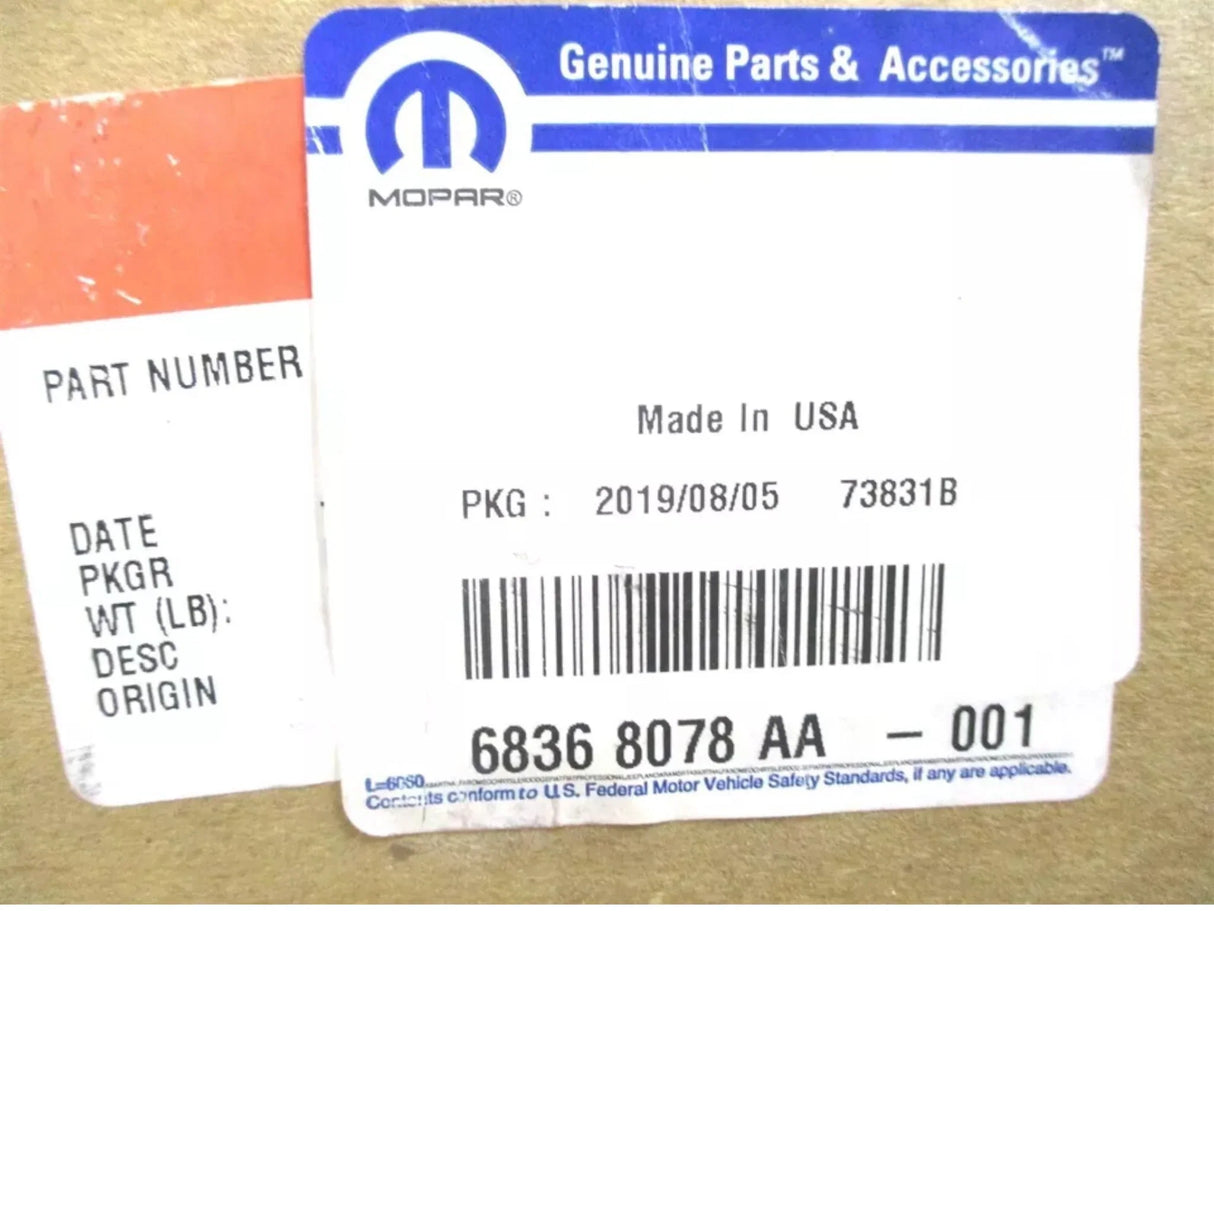 Genuine Parts & Accessories™
MOPAR®
PART NUMBER
Made In USA
PKG : 2019/08/05 73831B
DATE
PKGR
WT (LB):
DESC
ORIGIN
6836 8078 AA – 001
Contents conform to U.S. Federal Motor Vehicle Safety Standards, if any are applicable.